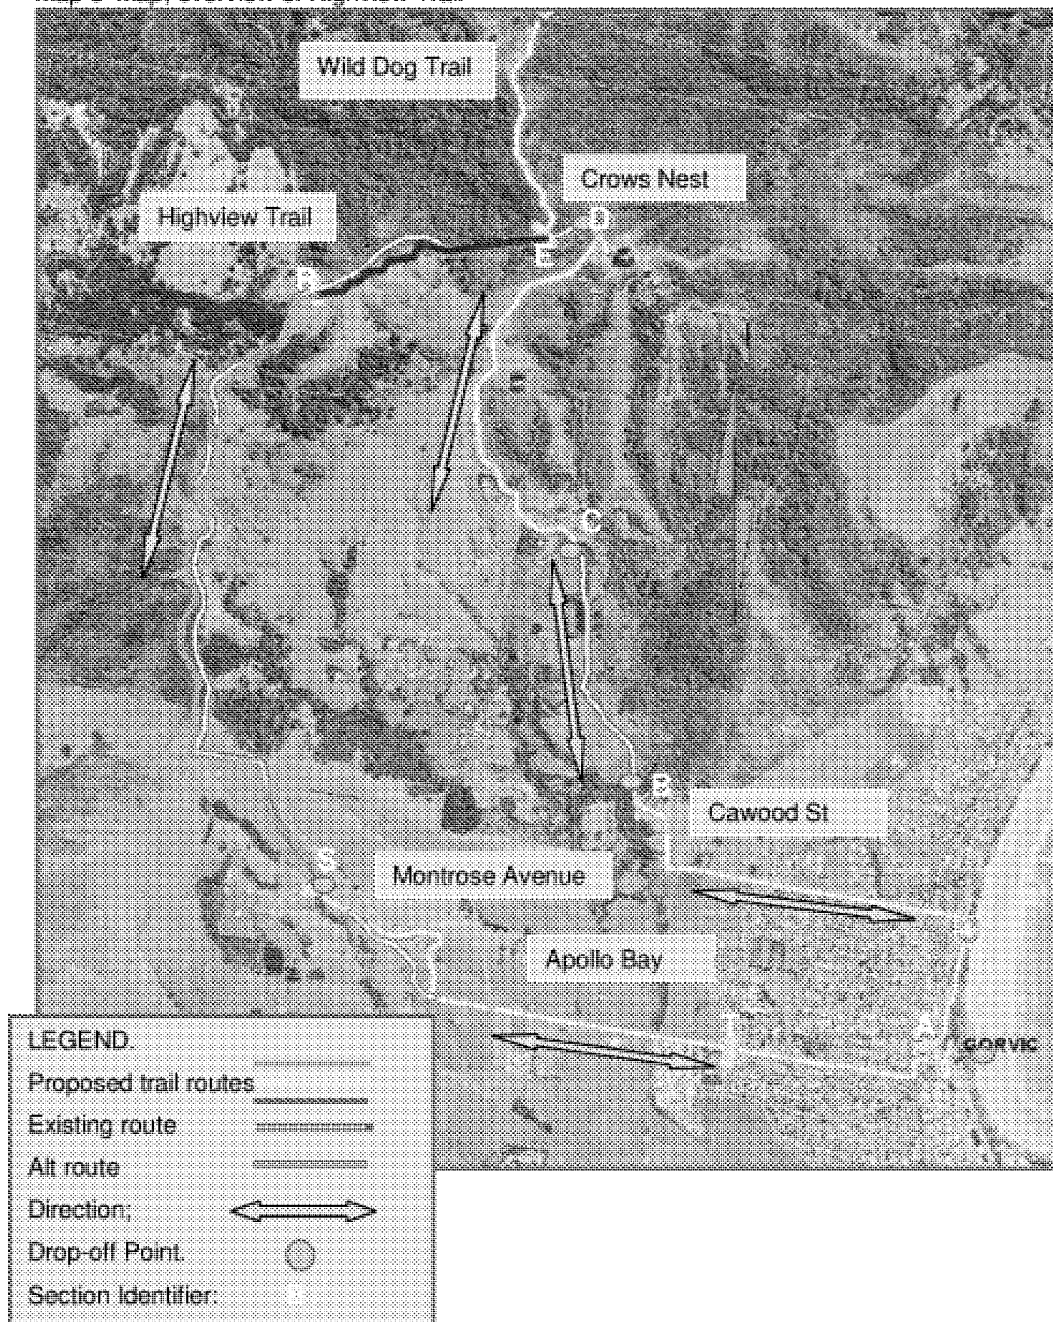 Wild Dog Trail
Crows Nest
D
Highview Trail
E
R
C
B
Cawood St
S
Montrose Avenue
Apollo Bay
T
A
LEGEND.
Proposed trail routes
Existing route
Alt route
Direction;
Drop-off Point.
Section Identifier: